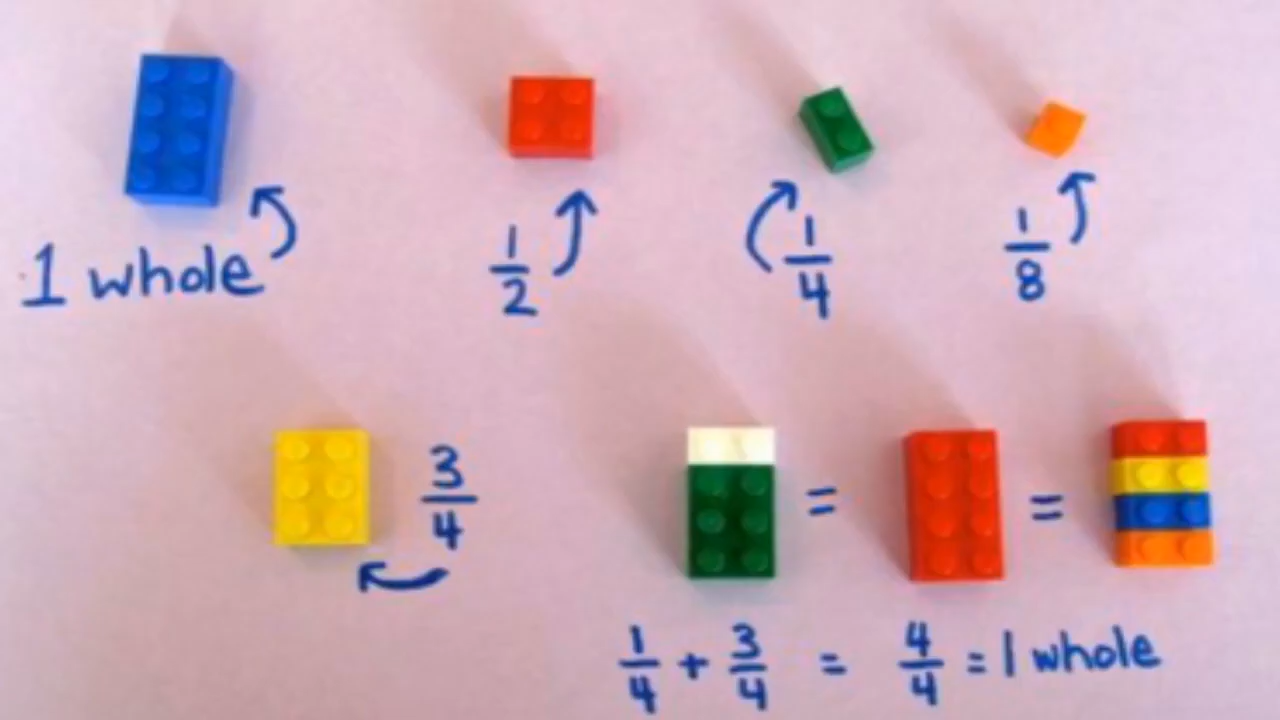 1 whole
1/2
1/4
1/8
3/4
= =
1/4 + 3/4 = 4/4 = 1 whole